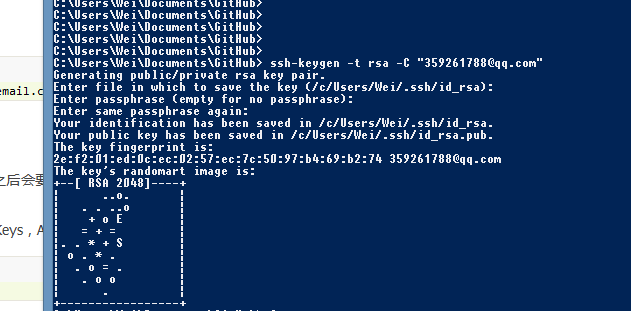 C:\Users\Wei\Documents\GitHub>
C:\Users\Wei\Documents\GitHub>
C:\Users\Wei\Documents\GitHub>
C:\Users\Wei\Documents\GitHub>
C:\Users\Wei\Documents\GitHub> ssh-keygen -t rsa -C "359261788@qq.com"
Generating public/private rsa key pair.
Enter file in which to save the key (/c/Users/Wei/.ssh/id_rsa):
Enter passphrase (empty for no passphrase):
Enter same passphrase again:
Your identification has been saved in /c/Users/Wei/.ssh/id_rsa.
Your public key has been saved in /c/Users/Wei/.ssh/id_rsa.pub.
The key fingerprint is:
2e:f2:01:ed:0c:ec:02:57:ec:7c:50:97:b4:69:b2:74 359261788@qq.com
The key's randomart image is:
+--[ RSA 2048]----+
|      ..o.       |
|   . . ..o       |
|    + o E        |
|   = + =         |
|. . * + S        |
| o . * .         |
|  . o = .        |
|   . o o         |
|      .          |
+-----------------+
email.c
之后会要
Keys，A